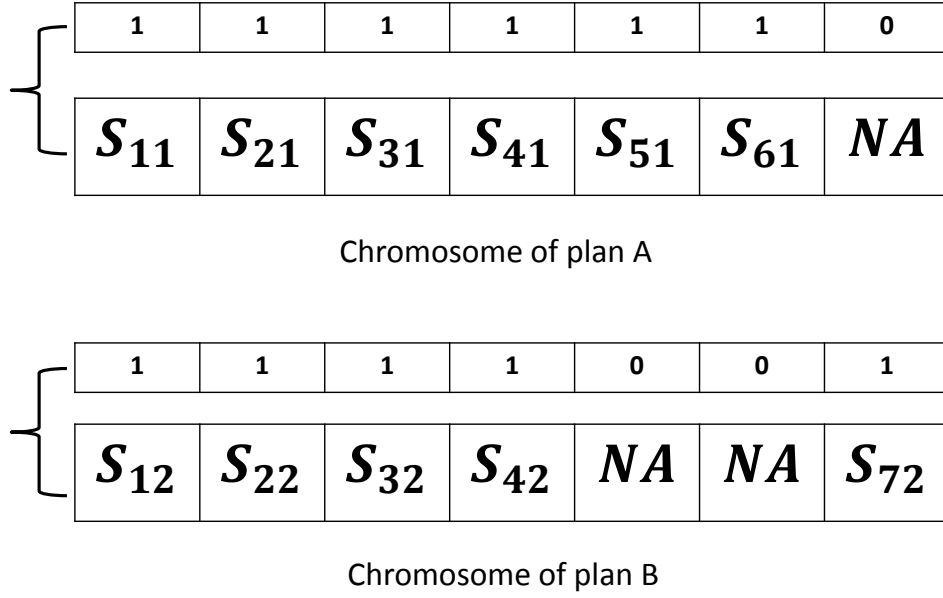 1 1 1 1 1 1 0
S₁₁ S₂₁ S₃₁ S₄₁ S₅₁ S₆₁ NA
Chromosome of plan A
1 1 1 1 0 0 1
S₁₂ S₂₂ S₃₂ S₄₂ NA NA S₇₂
Chromosome of plan B